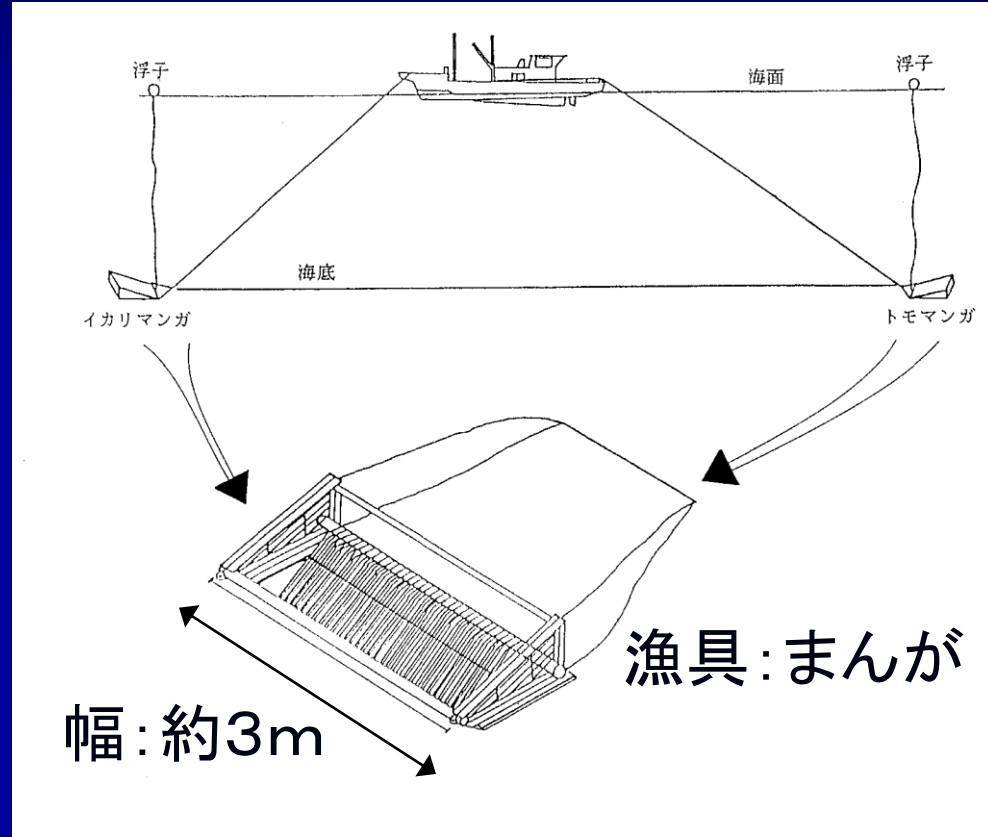 浮子
海面
浮子
海底
イカリマンガ
トモマンガ
漁具：まんが
幅：約３ｍ